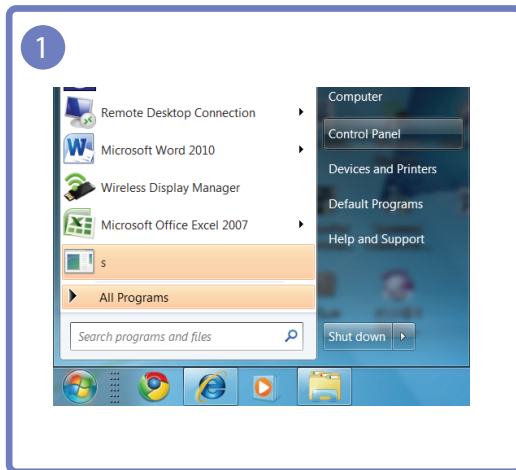 1
Remote Desktop Connection
Microsoft Word 2010
Wireless Display Manager
Microsoft Office Excel 2007
s
All Programs
Search programs and files
Computer
Control Panel
Devices and Printers
Default Programs
Help and Support
Shut down